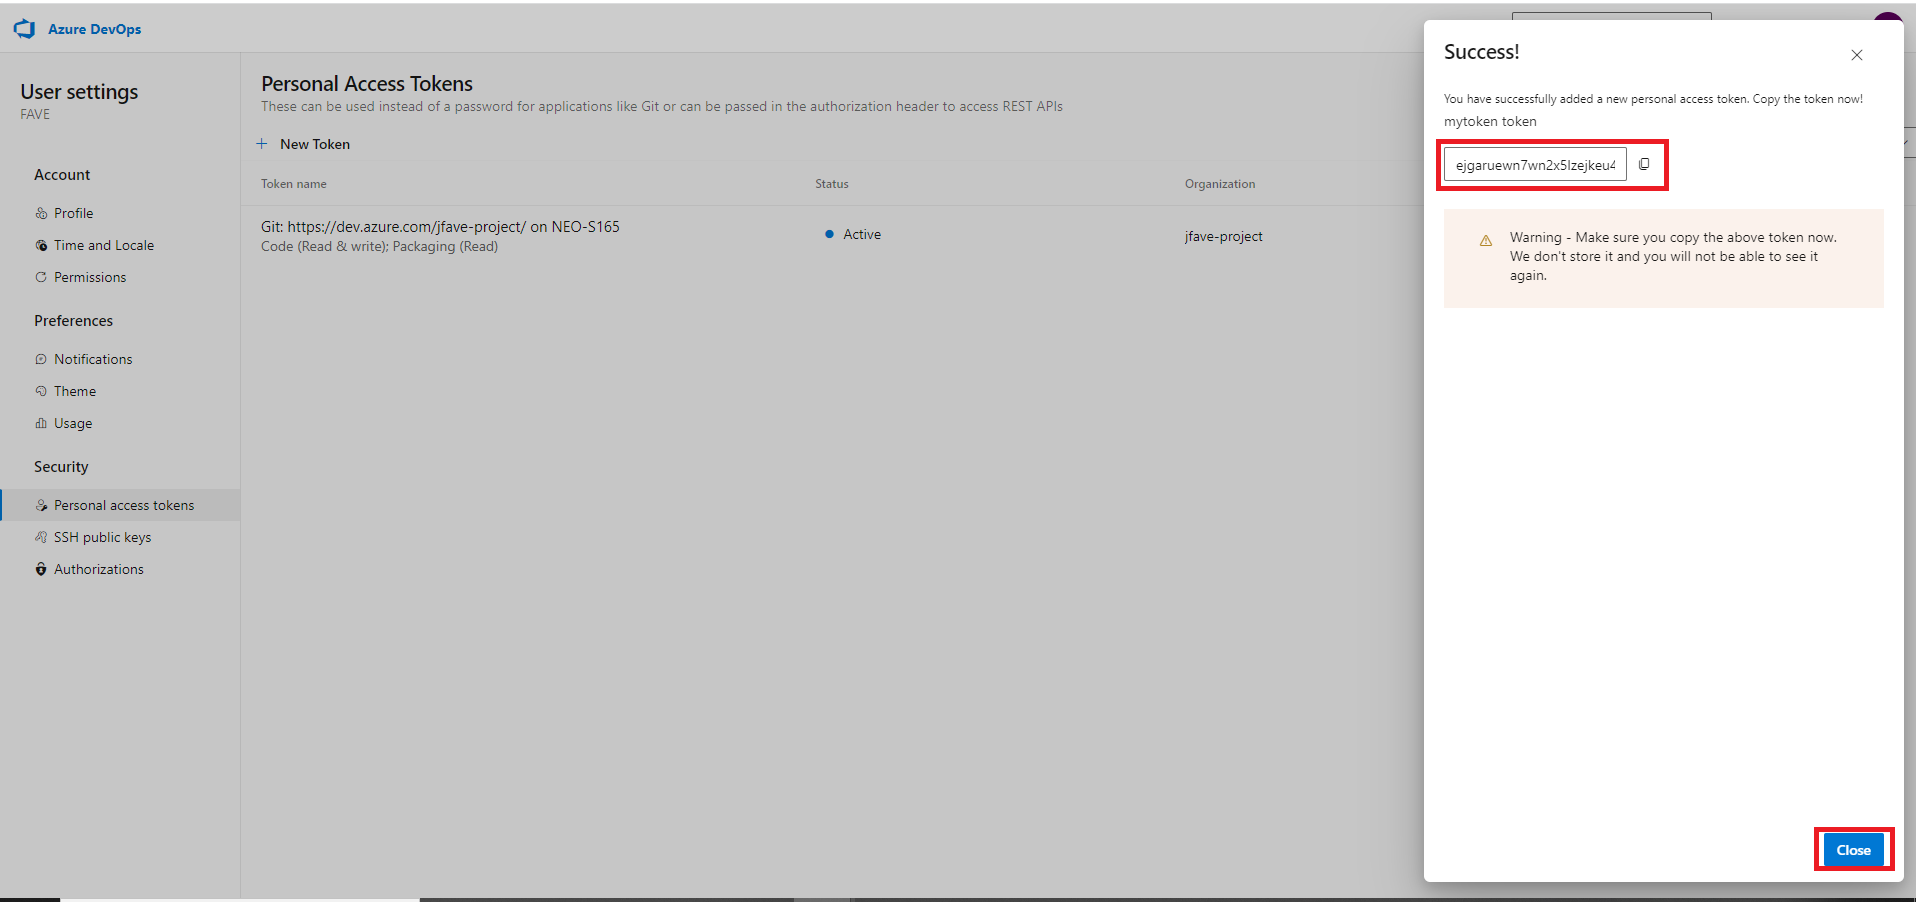 Azure DevOps
User settings
FAVE
Account
Profile
Time and Locale
Permissions
Preferences
Notifications
Theme
Usage
Security
Personal access tokens
SSH public keys
Authorizations
Personal Access Tokens
These can be used instead of a password for applications like Git or can be passed in the authorization header to access REST APIs
+ New Token
Token name Status Organization
Git: https://dev.azure.com/jfave-project/ on NEO-S165 Active jfave-project
Code (Read & write); Packaging (Read)
Success!
You have successfully added a new personal access token. Copy the token now!
mytoken token
ejgaruewn7wn2x5lzejkeu4
Warning - Make sure you copy the above token now.
We don't store it and you will not be able to see it
again.
Close